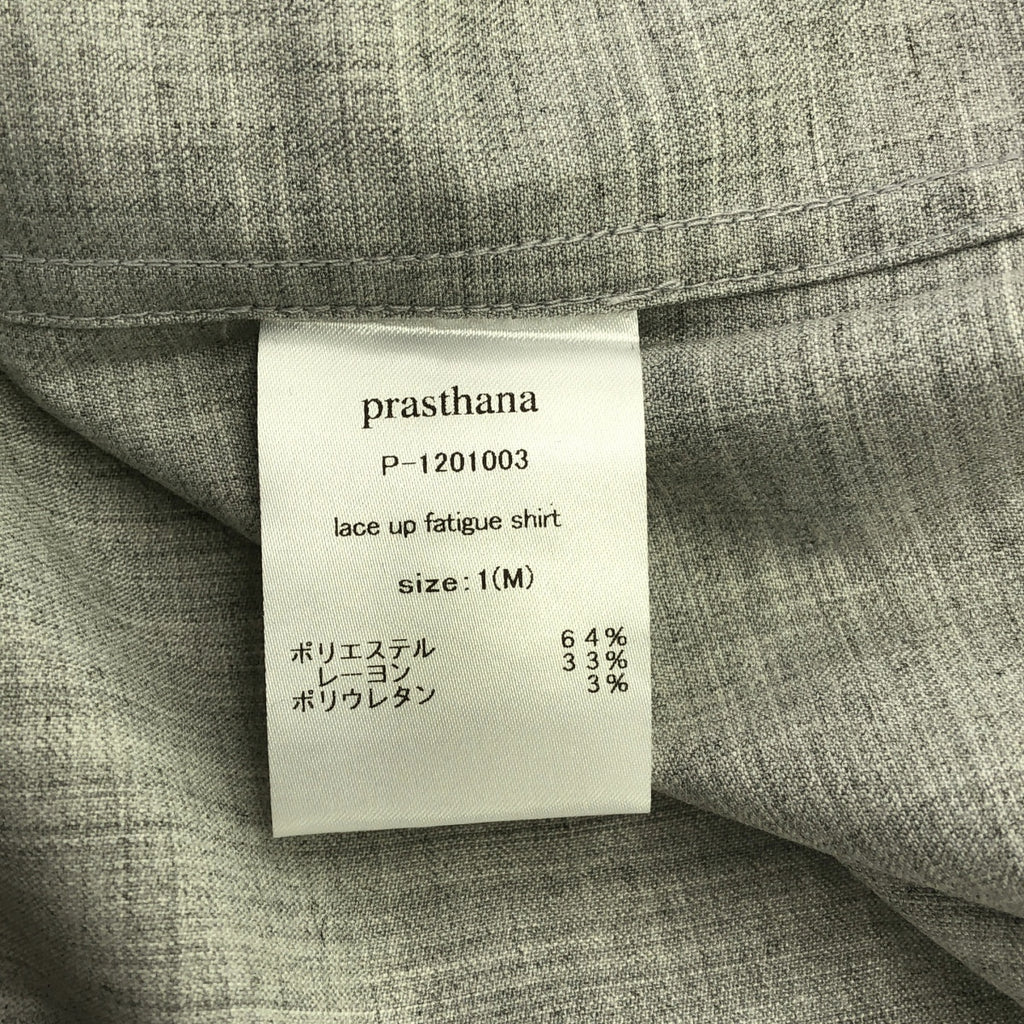 prasthana
P-1201003
lace up fatigue shirt
size:1(M)
ポリエステル 64%
レーヨン 33%
ポリウレタン 3%